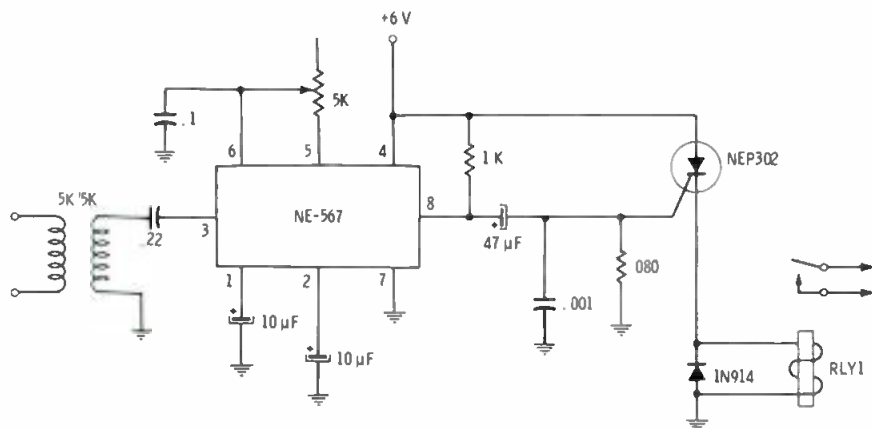 +6 V
5K
.1
6
5
4
1 K
NEP302
5K/5K
NE-567
8
3
.22
47 µF
1
2
7
080
.001
10 µF
10 µF
1N914
RLY1